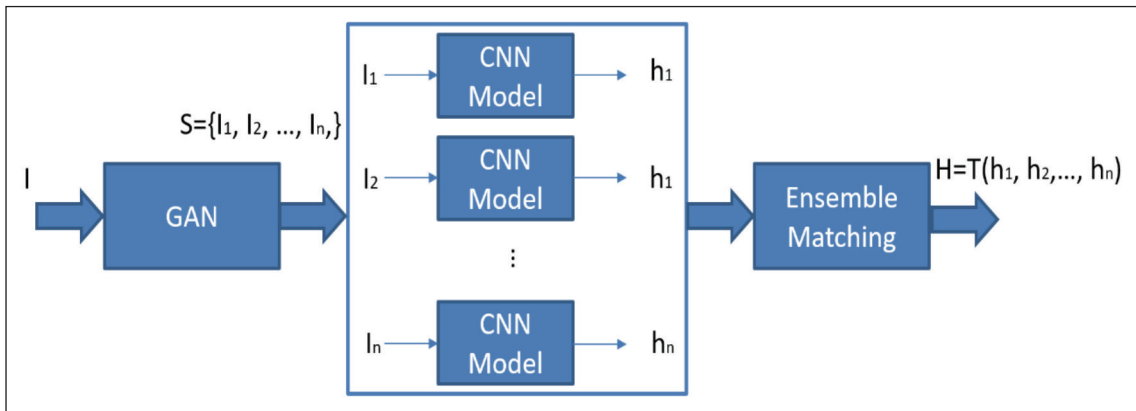 I
GAN
S={I1, I2, ..., In,}
I1
CNN
Model
h1
I2
CNN
Model
h1
...
In
CNN
Model
hn
Ensemble
Matching
H=T(h1, h2,..., hn)